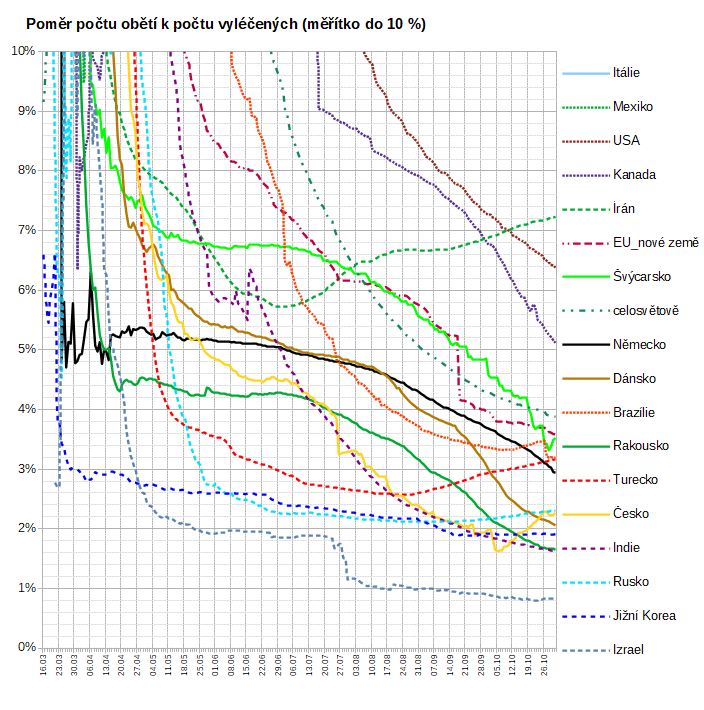 Poměr počtu obětí k počtu vyléčených (měřítko do 10 %)
10%
9%
8%
7%
6%
5%
4%
3%
2%
1%
0%
16.03
23.03
30.03
06.04
13.04
20.04
27.04
04.05
11.05
18.05
25.05
01.06
08.06
15.06
22.06
29.06
06.07
13.07
20.07
27.07
03.08
10.08
17.08
24.08
31.08
07.09
14.09
21.09
28.09
05.10
12.10
19.10
26.10
Itálie
Mexiko
USA
Kanada
Írán
EU_nové země
Švýcarsko
celosvětově
Německo
Dánsko
Brazílie
Rakousko
Turecko
Česko
Indie
Rusko
Jižní Korea
Izrael